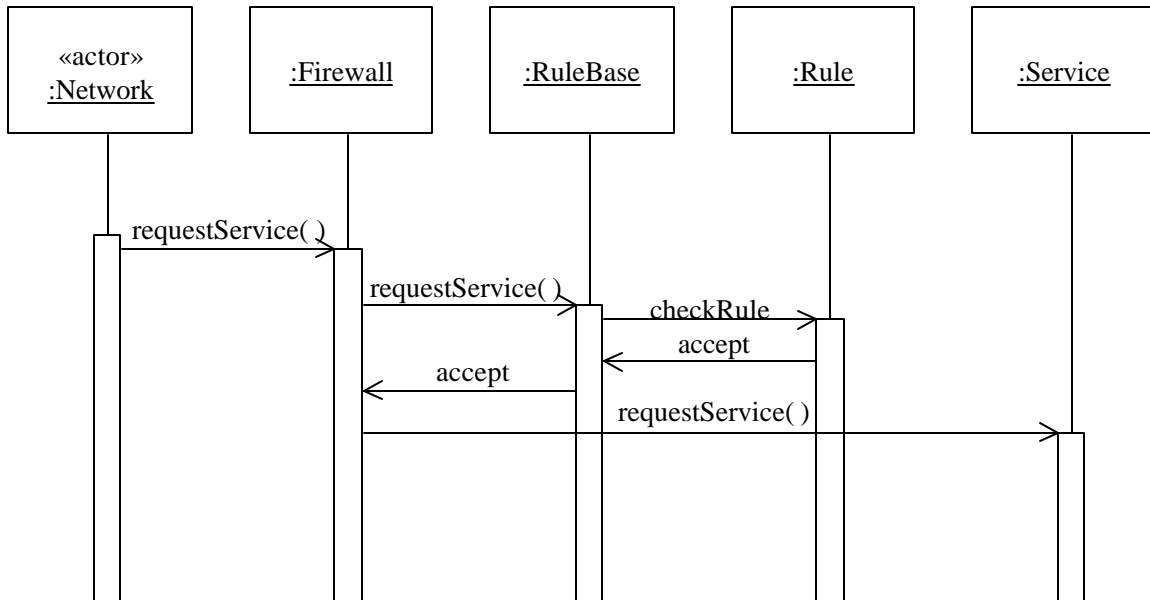 «actor»
:Network
:Firewall
:RuleBase
:Rule
:Service
requestService( )
requestService( )
checkRule
accept
accept
requestService( )